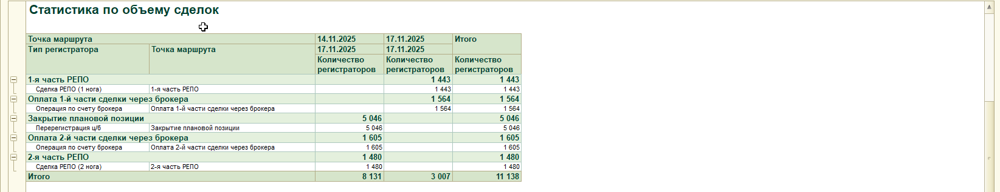 Статистика по объему сделок
Точка маршрута 14.11.2025 17.11.2025 Итого
Тип регистратора Точка маршрута 17.11.2025 17.11.2025
Количество регистраторов Количество регистраторов Количество регистраторов
1-я часть РЕПО 1 443 1 443
Сделка РЕПО (1 нога) 1-я часть РЕПО 1 443 1 443
Оплата 1-й части сделки через брокера 1 564 1 564
Операция по счету брокера Оплата 1-й части сделки через брокера 1 564 1 564
Закрытие плановой позиции 5 046 5 046
Перерегистрация ц/б Закрытие плановой позиции 5 046 5 046
Оплата 2-й части сделки через брокера 1 605 1 605
Операция по счету брокера Оплата 2-й части сделки через брокера 1 605 1 605
2-я часть РЕПО 1 480 1 480
Сделка РЕПО (2 нога) 2-я часть РЕПО 1 480 1 480
Итого 8 131 3 007 11 138